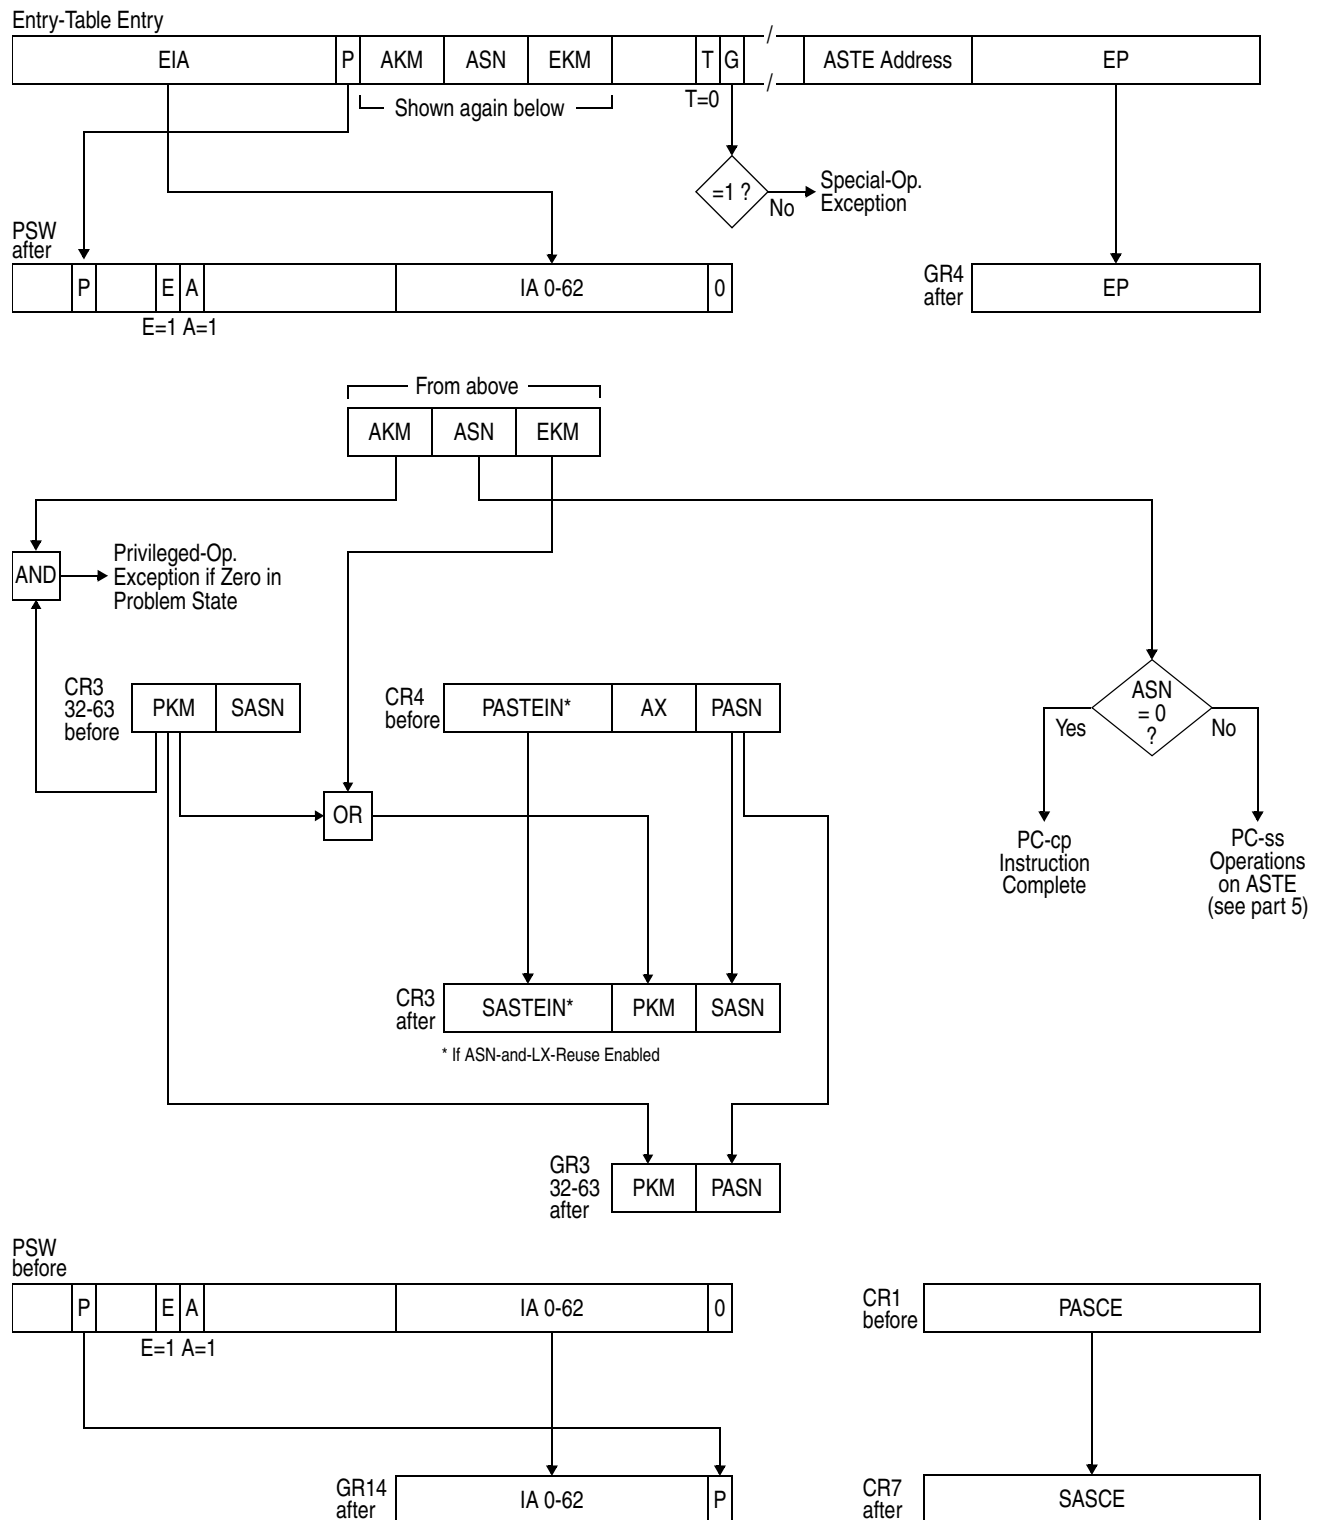 Entry-Table Entry
EIA P AKM ASN EKM T G / / ASTE Address EP
Shown again below
T=0
=1 ?
No
Special-Op.
Exception
PSW
after
P E A IA 0-62 0
E=1 A=1
GR4
after
EP
From above
AKM ASN EKM
AND
Privileged-Op.
Exception if Zero in
Problem State
CR3
32-63
before
PKM SASN
CR4
before
PASTEIN* AX PASN
ASN
= 0
?
Yes
No
OR
PC-cp
Instruction
Complete
PC-ss
Operations
on ASTE
(see part 5)
CR3
after
SASTEIN* PKM SASN
* If ASN-and-LX-Reuse Enabled
GR3
32-63
after
PKM PASN
PSW
before
P E A IA 0-62 0
E=1 A=1
CR1
before
PASCE
GR14
after
IA 0-62 P
CR7
after
SASCE